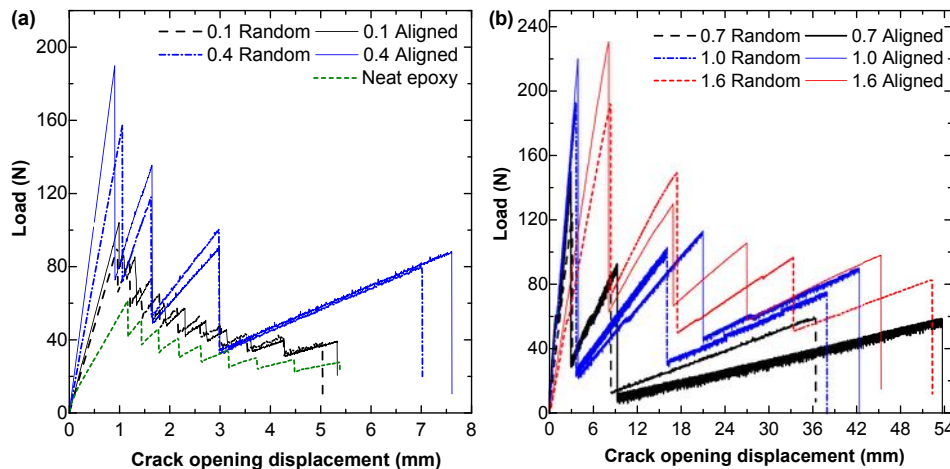 (a)
0.1 Random 0.1 Aligned
0.4 Random 0.4 Aligned
Neat epoxy
Load (N)
200
160
120
80
40
0
0 1 2 3 4 5 6 7 8
Crack opening displacement (mm)
(b)
0.7 Random 0.7 Aligned
1.0 Random 1.0 Aligned
1.6 Random 1.6 Aligned
Load (N)
240
200
160
120
80
40
0
0 6 12 18 24 30 36 42 48 54
Crack opening displacement (mm)